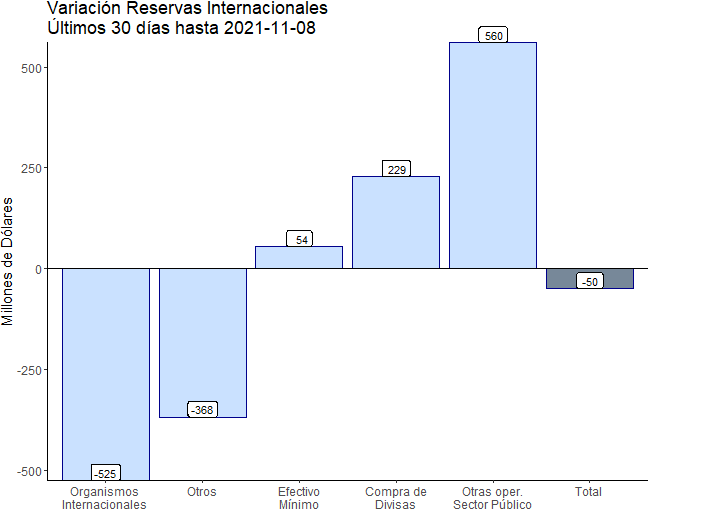 Variación Reservas Internacionales
Últimos 30 días hasta 2021-11-08
Millones de Dólares
500
250
0
-250
-500
-525
-368
54
229
560
-50
Organismos
Internacionales
Otros
Efectivo
Mínimo
Compra de
Divisas
Otras oper.
Sector Público
Total